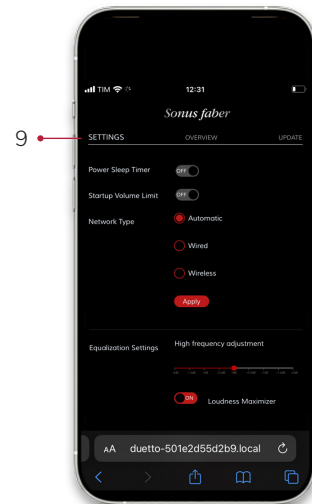 TIM 12:31
Sonus faber
9
SETTINGS OVERVIEW UPDATE
Power Sleep Timer OFF
Startup Volume Limit OFF
Network Type Automatic
Wired
Wireless
Apply
Equalization Settings High frequency adjustment
ON Loudness Maximizer
AA duetto-501e2d55d2b9.local